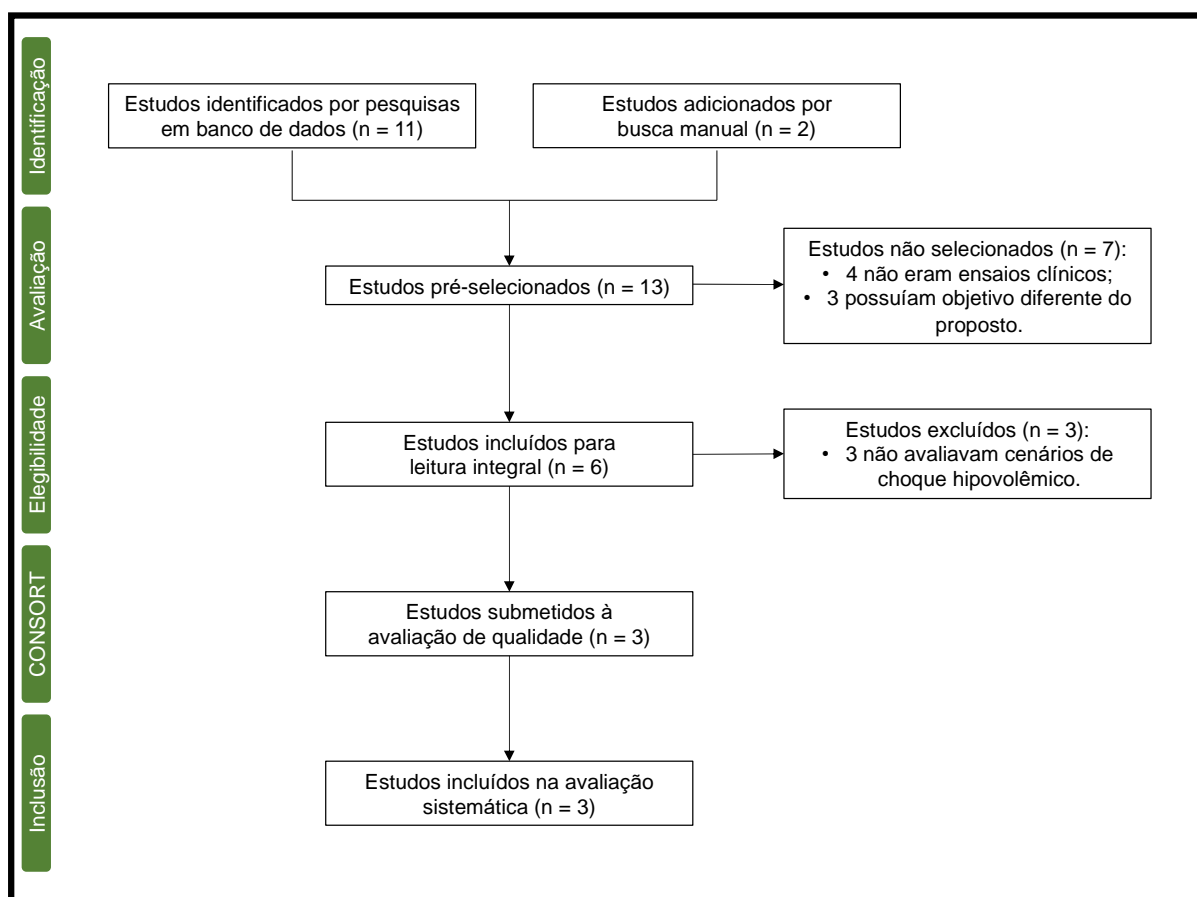 Identificação
Estudos identificados por pesquisas
em banco de dados (n = 11)
Estudos adicionados por
busca manual (n = 2)
Avaliação
Estudos pré-selecionados (n = 13)
Estudos não selecionados (n = 7):
• 4 não eram ensaios clínicos;
• 3 possuíam objetivo diferente do
proposto.
Elegibilidade
Estudos incluídos para
leitura integral (n = 6)
Estudos excluídos (n = 3):
• 3 não avaliavam cenários de
choque hipovolêmico.
CONSORT
Estudos submetidos à
avaliação de qualidade (n = 3)
Inclusão
Estudos incluídos na avaliação
sistemática (n = 3)